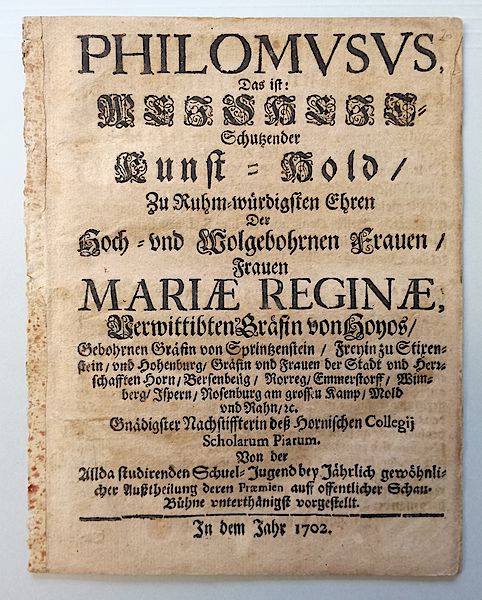 PHILOMVSVS,
Das ist:
WEISHEIT-
Schutzender
Kunst-Hold/
Zu Ruhm-würdigsten Ehren
Der
Hoch- vnd Wolgebohrnen Frauen/
Frauen
MARIÆ REGINÆ,
Verwittibten Gräfin von Hoyos/
Gebohrnen Gräfin von Sprintzenstein / Freyin zu Stixen-
stein/ vnd Hohenburg/ Gräfin vnd Frauen der Stadt vnd Herr-
schafften Horn/ Bersenbeüg/ Norreg/ Emmerstorff/ Wim-
berg/ Ispern/ Rosenburg am grossen Kamp/ Mold
vnd Rahn/ ꝛc.
Gnädigster Nachstiffterin deß Hornischen Collegij
Scholarum Piarum.
Von der
Allda studirenden Schuel-Jugend bey Jährlich gewöhnli-
cher Außtheilung deren Præmien auff offentlicher Schau-
Bühne vnterthänigst vorgestellt.
In dem Jahr 1702.